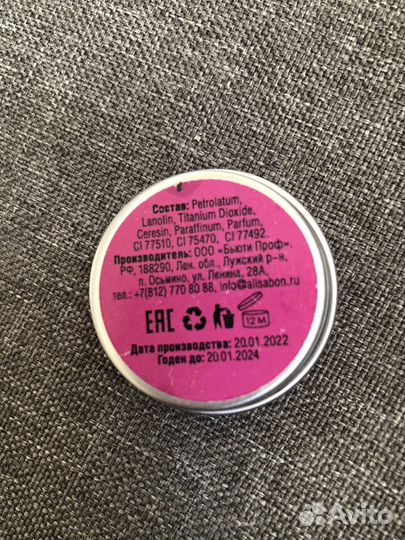 Состав: Petrolatum,
Lanolin, Titanium Dioxide,
Ceresin, Paraffinum, Parfum,
CI 77510, CI 75470, CI 77492.
Производитель: ООО «Бьюти Проф».
РФ, 188290, Лен. обл., Лужский р-н,
п. Осьмино, ул. Ленина, 28А,
тел.: +7(812) 770 80 88, info@alisabon.ru
EAC 12 M
Дата производства: 20.01.2022
Годен до: 20.01.2024
Avito